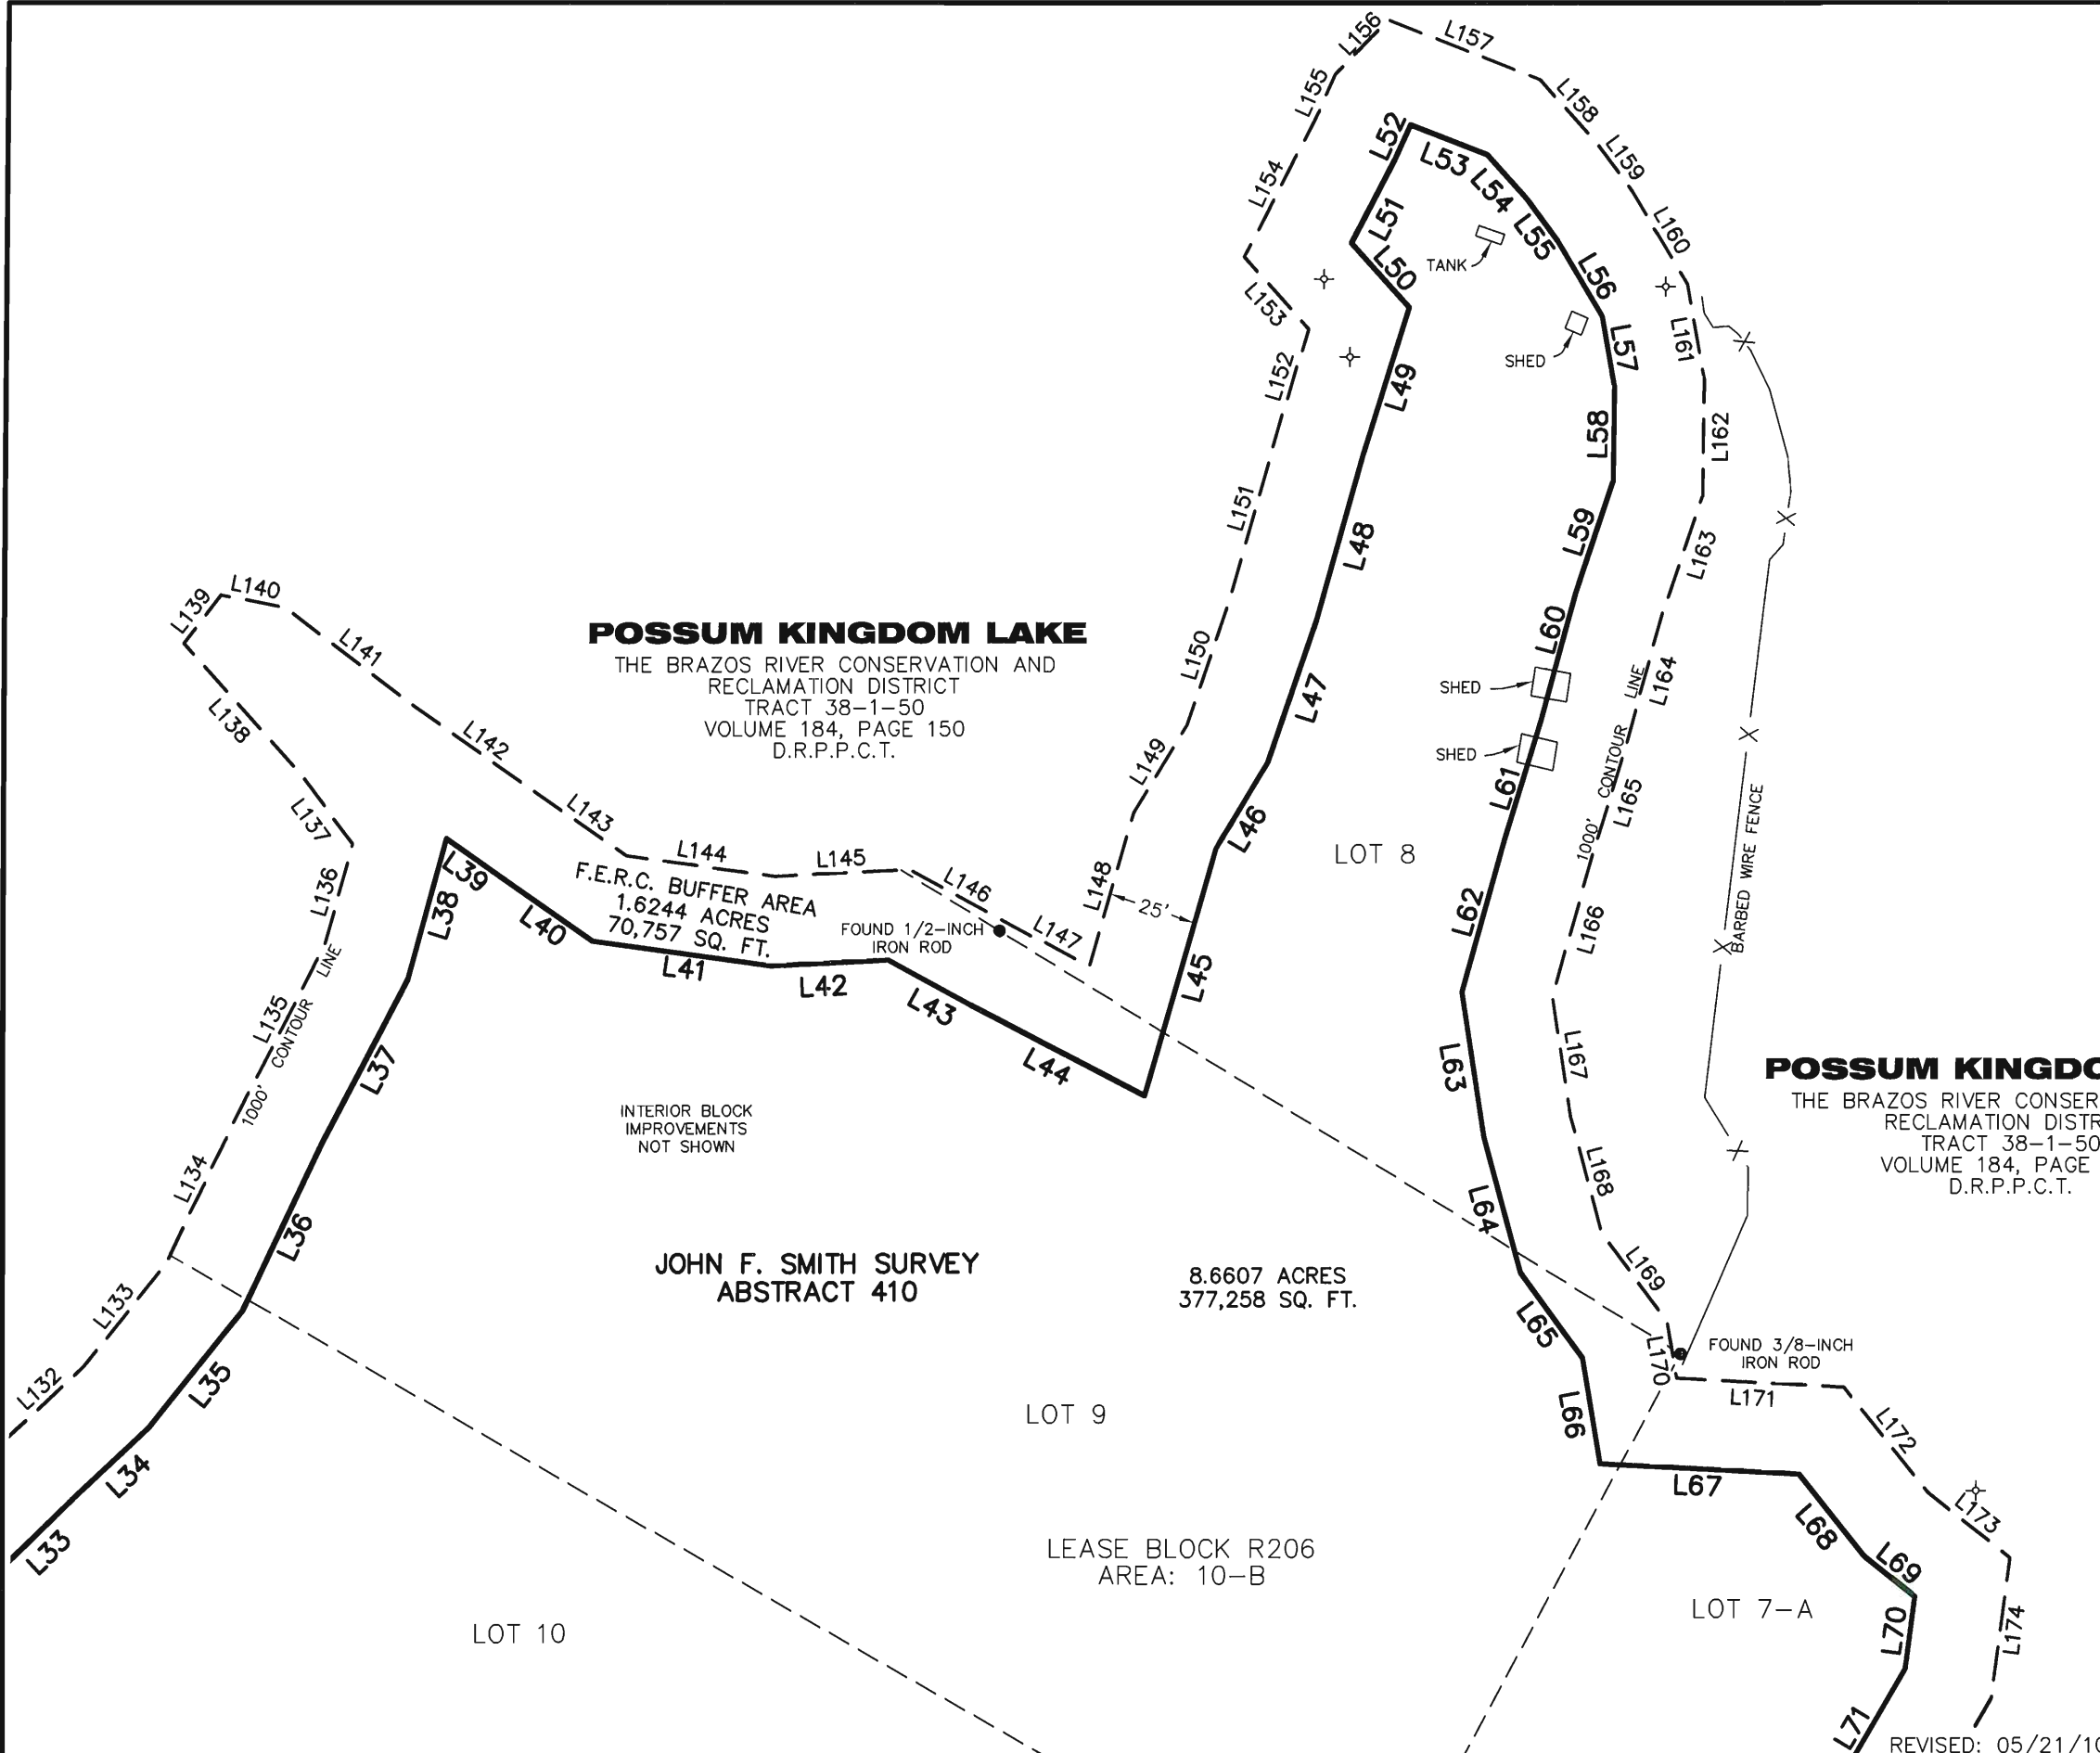 L156
L157
L155
L158
L52
L53
L159
L154
L54
L51
L55
L160
TANK
L50
L56
L153
L161
SHED
L57
L152
L49
L58
L162
L151
L48
L59
L163
L139
L140
POSSUM KINGDOM LAKE
THE BRAZOS RIVER CONSERVATION AND
RECLAMATION DISTRICT
TRACT 38-1-50
VOLUME 184, PAGE 150
D.R.P.P.C.T.
L141
L150
L60
L164
SHED
L47
L138
L142
L149
SHED
1000' CONTOUR LINE
L61
L165
L137
L143
L46
BARBED WIRE FENCE
L144
L145
LOT 8
L39
F.E.R.C. BUFFER AREA
1.6244 ACRES
70,757 SQ. FT.
L136
L38
L40
L146
L148
25'
FOUND 1/2-INCH
IRON ROD
L147
L62
L166
L41
L42
L45
L135
1000' CONTOUR LINE
L43
L37
L44
L63
L167
POSSUM KINGDO
THE BRAZOS RIVER CONSER
RECLAMATION DISTR
TRACT 38-1-50
VOLUME 184, PAGE
D.R.P.P.C.T.
INTERIOR BLOCK
IMPROVEMENTS
NOT SHOWN
L134
L168
L36
L64
JOHN F. SMITH SURVEY
ABSTRACT 410
8.6607 ACRES
377,258 SQ. FT.
L133
L169
L65
L170
FOUND 3/8-INCH
IRON ROD
L132
L35
L171
LOT 9
L66
L172
L34
L67
L173
L33
L68
LEASE BLOCK R206
AREA: 10-B
L69
LOT 10
LOT 7-A
L70
L174
L71
REVISED: 05/21/10